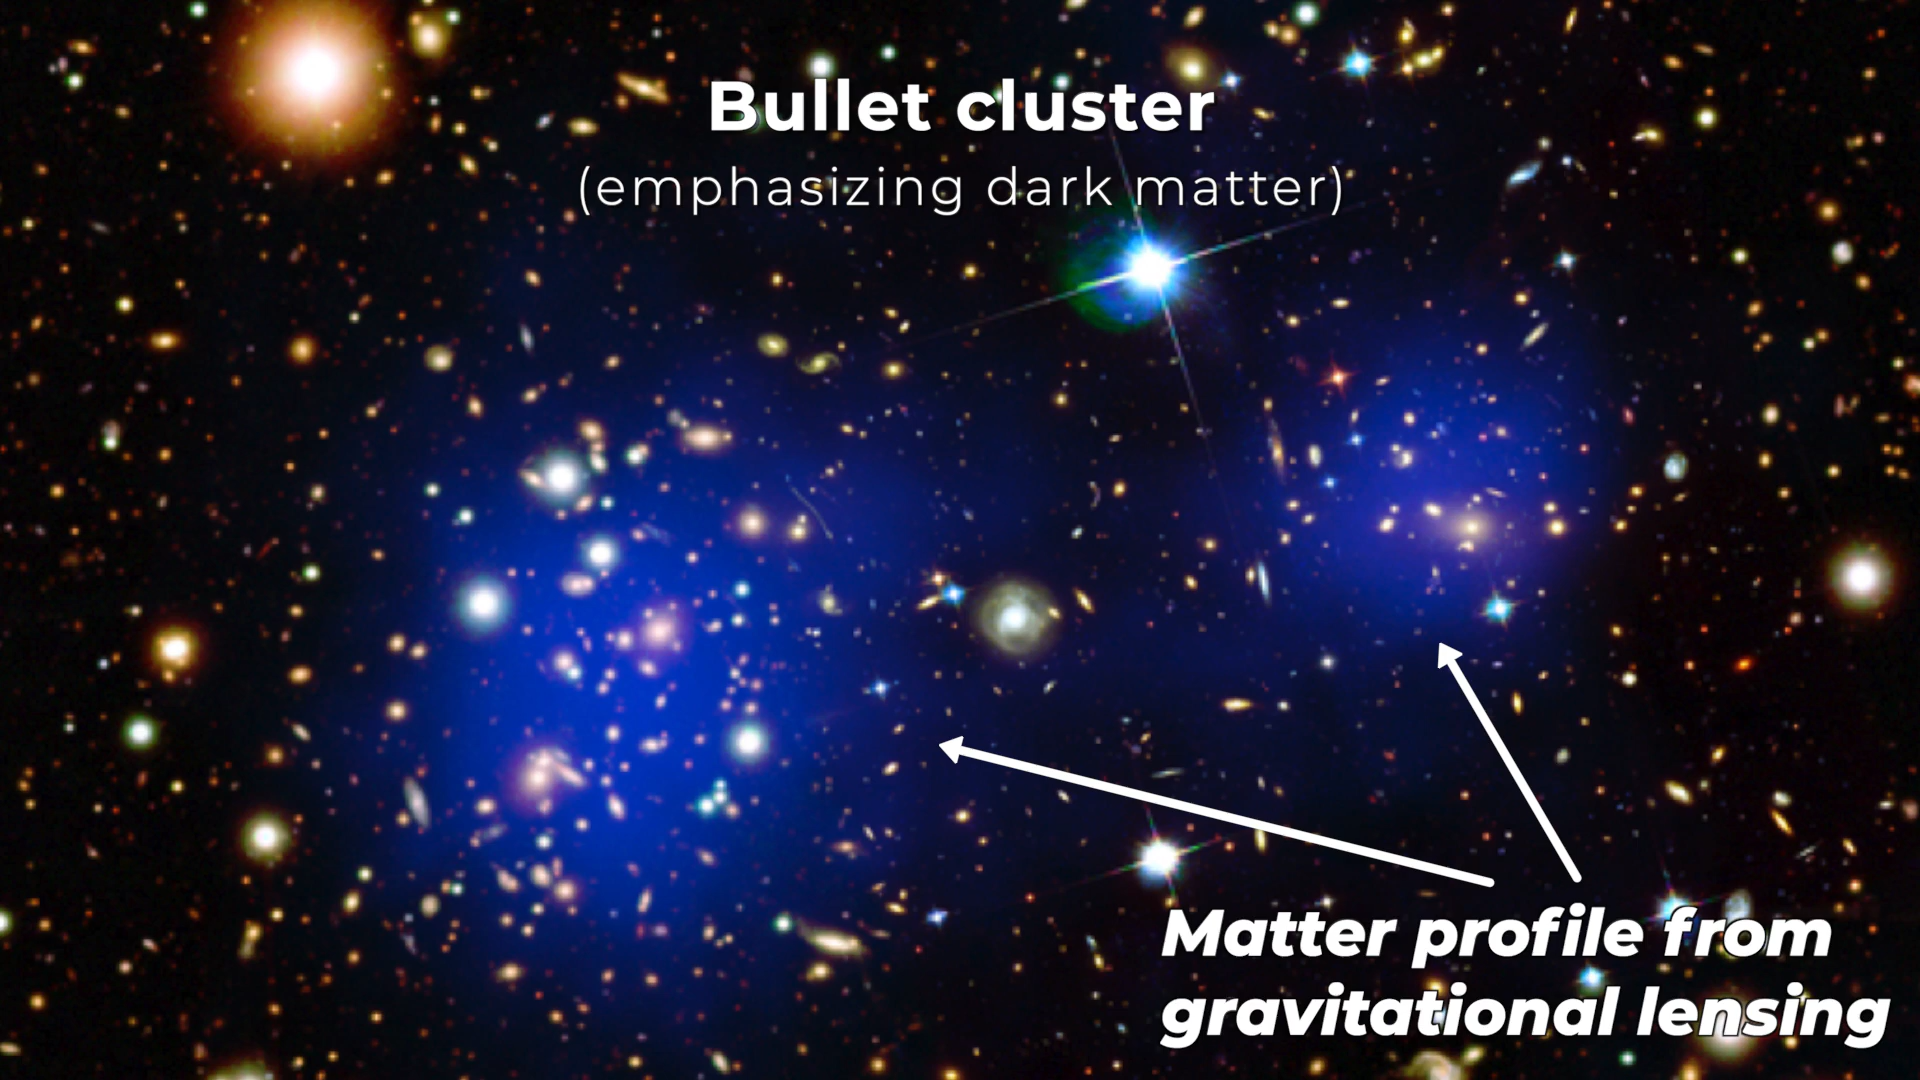 Bullet cluster
(emphasizing dark matter)
Matter profile from
gravitational lensing